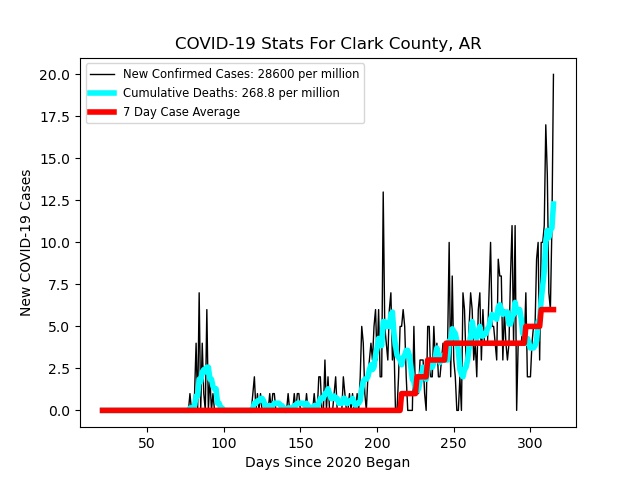 COVID-19 Stats For Clark County, AR
New Confirmed Cases: 28600 per million
Cumulative Deaths: 268.8 per million
7 Day Case Average
New COVID-19 Cases
20.0
17.5
15.0
12.5
10.0
7.5
5.0
2.5
0.0
50 100 150 200 250 300
Days Since 2020 Began